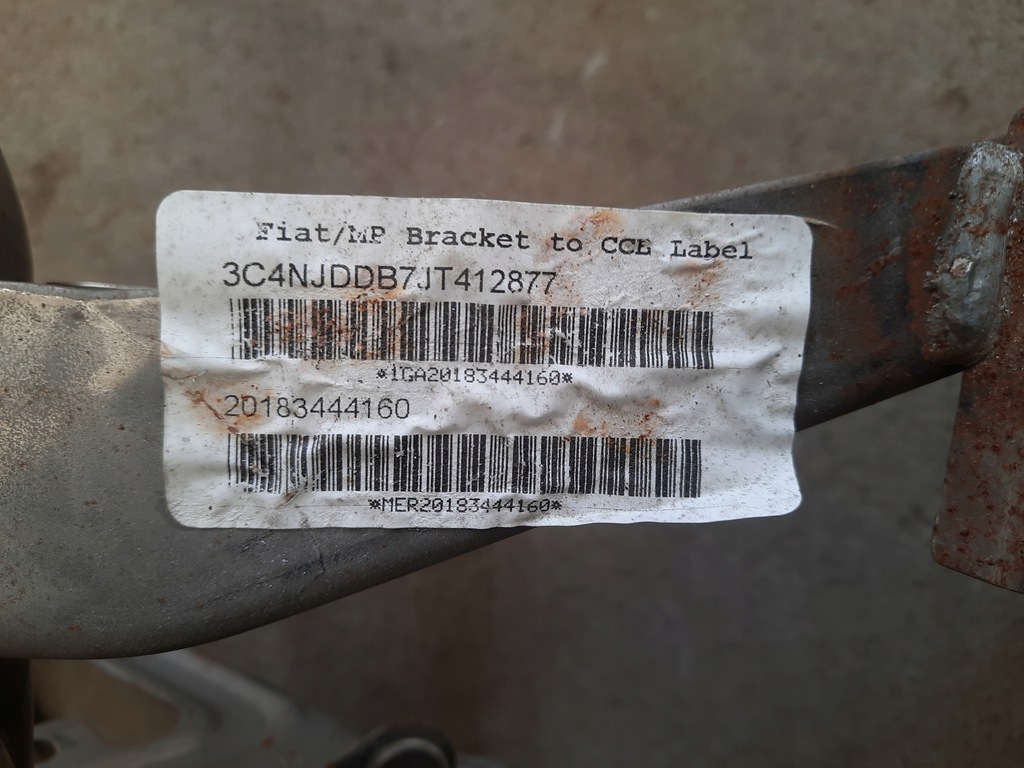 Fiat/MP Bracket to CCB Label
3C4NJDDB7JT412877
*1GA20183444160*
20183444160
*MER20183444160*